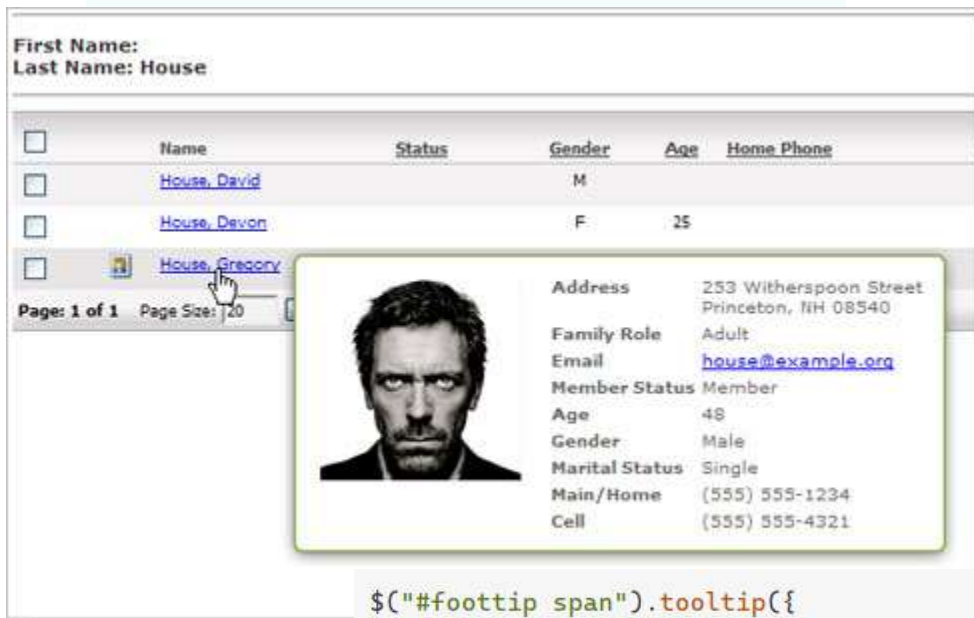 First Name:
Last Name: House
Name Status Gender Age Home Phone
House, David M
House, Devon F 25
House, Gregory
Page: 1 of 1 Page Size: 20
Address 253 Witherspoon Street
Princeton, NH 08540
Family Role Adult
Email house@example.org
Member Status Member
Age 48
Gender Male
Marital Status Single
Main/Home (555) 555-1234
Cell (555) 555-4321
$("#foottip span").tooltip({